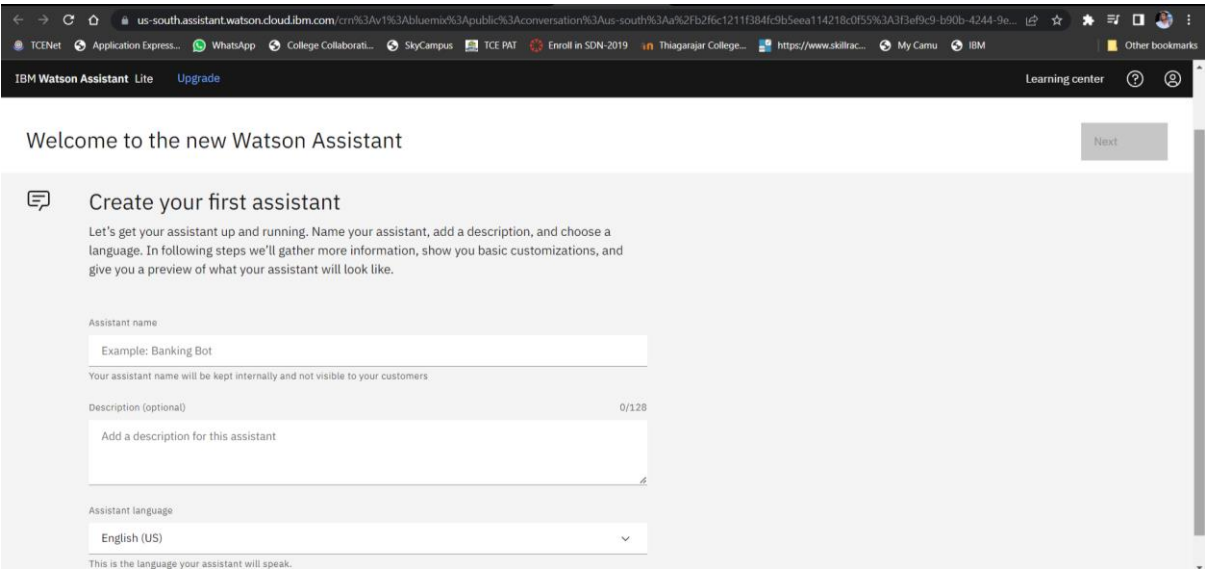 us-south.assistant.watson.cloud.ibm.com/crn%3Av1%3Abluemix%3Apublic%3Aconversation%3Aus-south%3Aa%2Fb2f6c1211f384fc9b5eea114218c0f55%3A3f3ef9c9-b90b-4244-9e...
TCENet Application Express... WhatsApp College Collaborati... SkyCampus TCE PAT Enroll in SDN-2019 Thiagarajar College... https://www.skillrac... My Camu IBM Other bookmarks
IBM Watson Assistant Lite Upgrade Learning center
Welcome to the new Watson Assistant Next
Create your first assistant
Let's get your assistant up and running. Name your assistant, add a description, and choose a
language. In following steps we'll gather more information, show you basic customizations, and
give you a preview of what your assistant will look like.
Assistant name
Example: Banking Bot
Your assistant name will be kept internally and not visible to your customers
Description (optional) 0/128
Add a description for this assistant
Assistant language
English (US)
This is the language your assistant will speak.